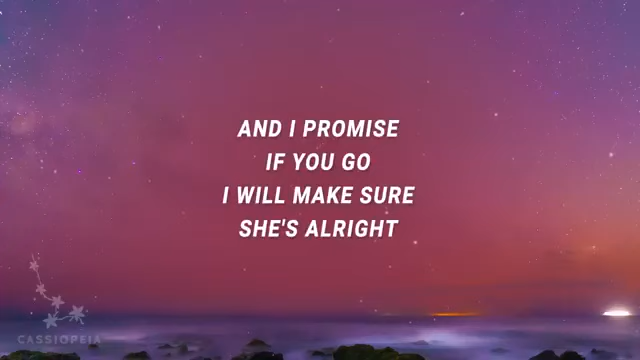 AND I PROMISE
IF YOU GO
I WILL MAKE SURE
SHE'S ALRIGHT
CASSIOPEIA